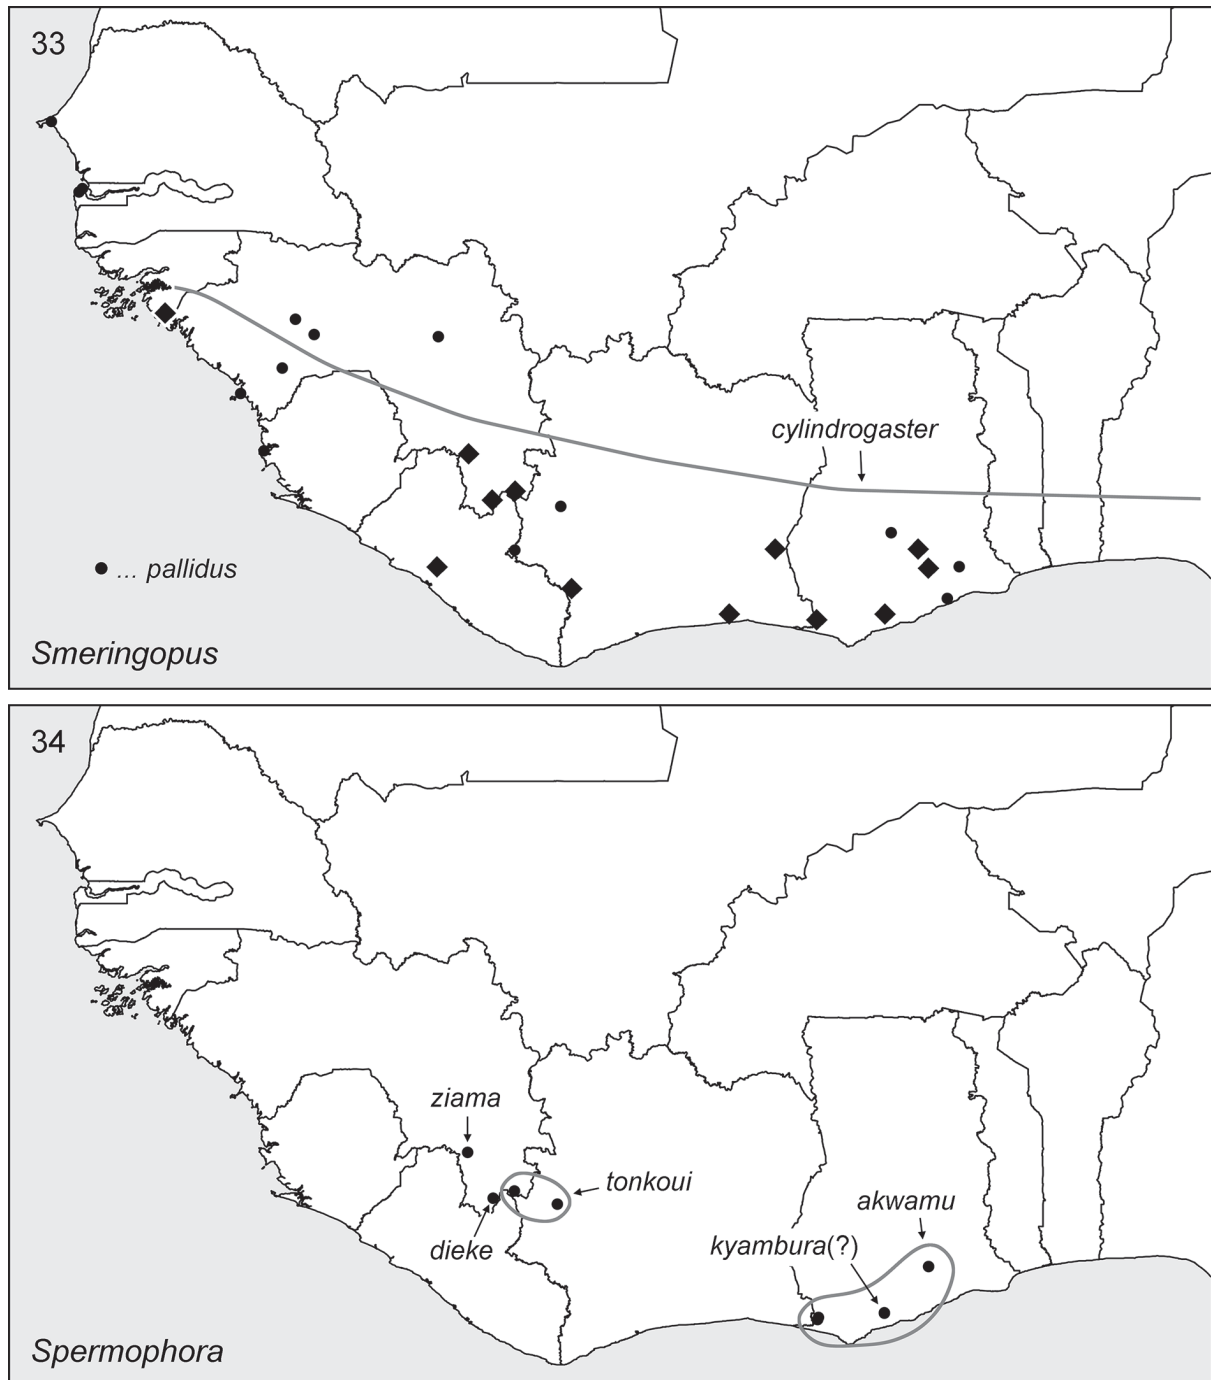 33
cylindrogaster
... pallidus
Smeringopus
34
ziama
tonkoui
akwamu
dieke
kyambura(?)
Spermophora